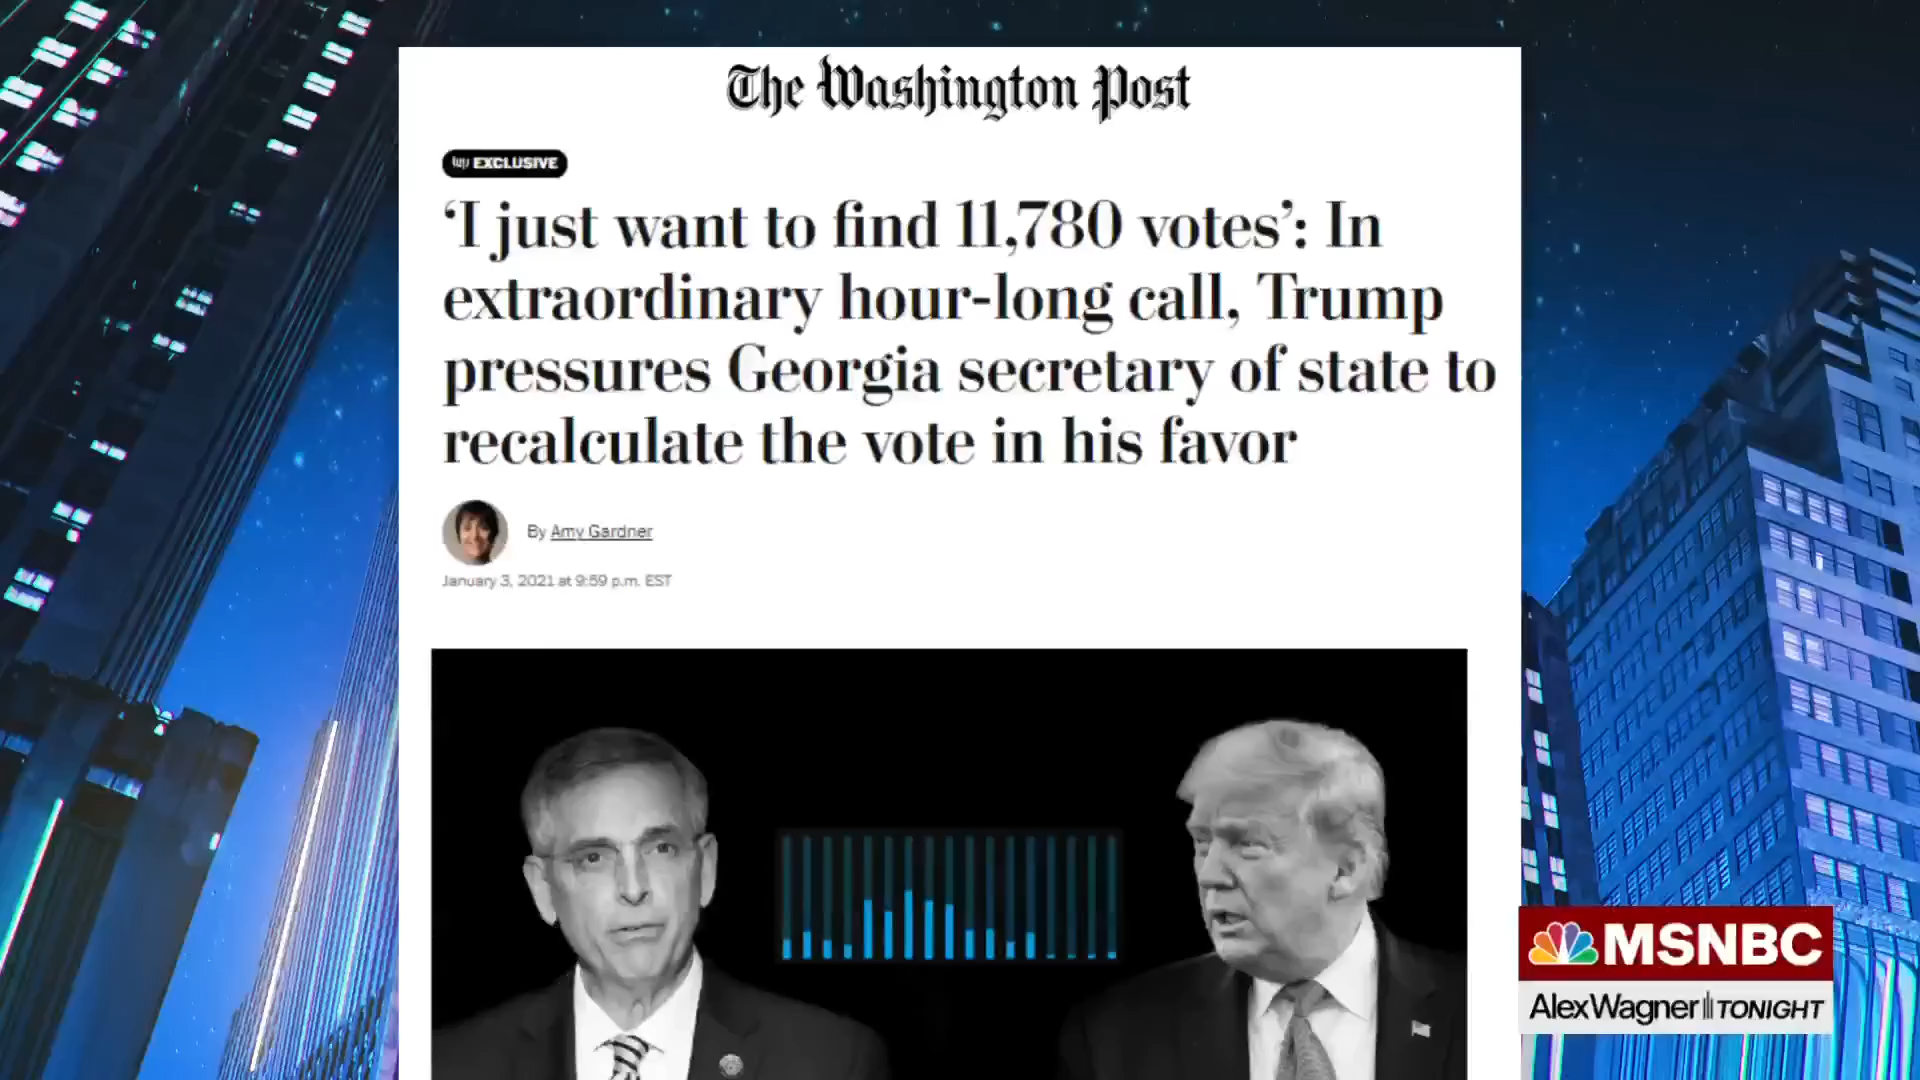 The Washington Post
wp EXCLUSIVE
‘I just want to find 11,780 votes’: In
extraordinary hour-long call, Trump
pressures Georgia secretary of state to
recalculate the vote in his favor
By Amy Gardner
January 3, 2021 at 9:59 p.m. EST
MSNBC
AlexWagner TONIGHT